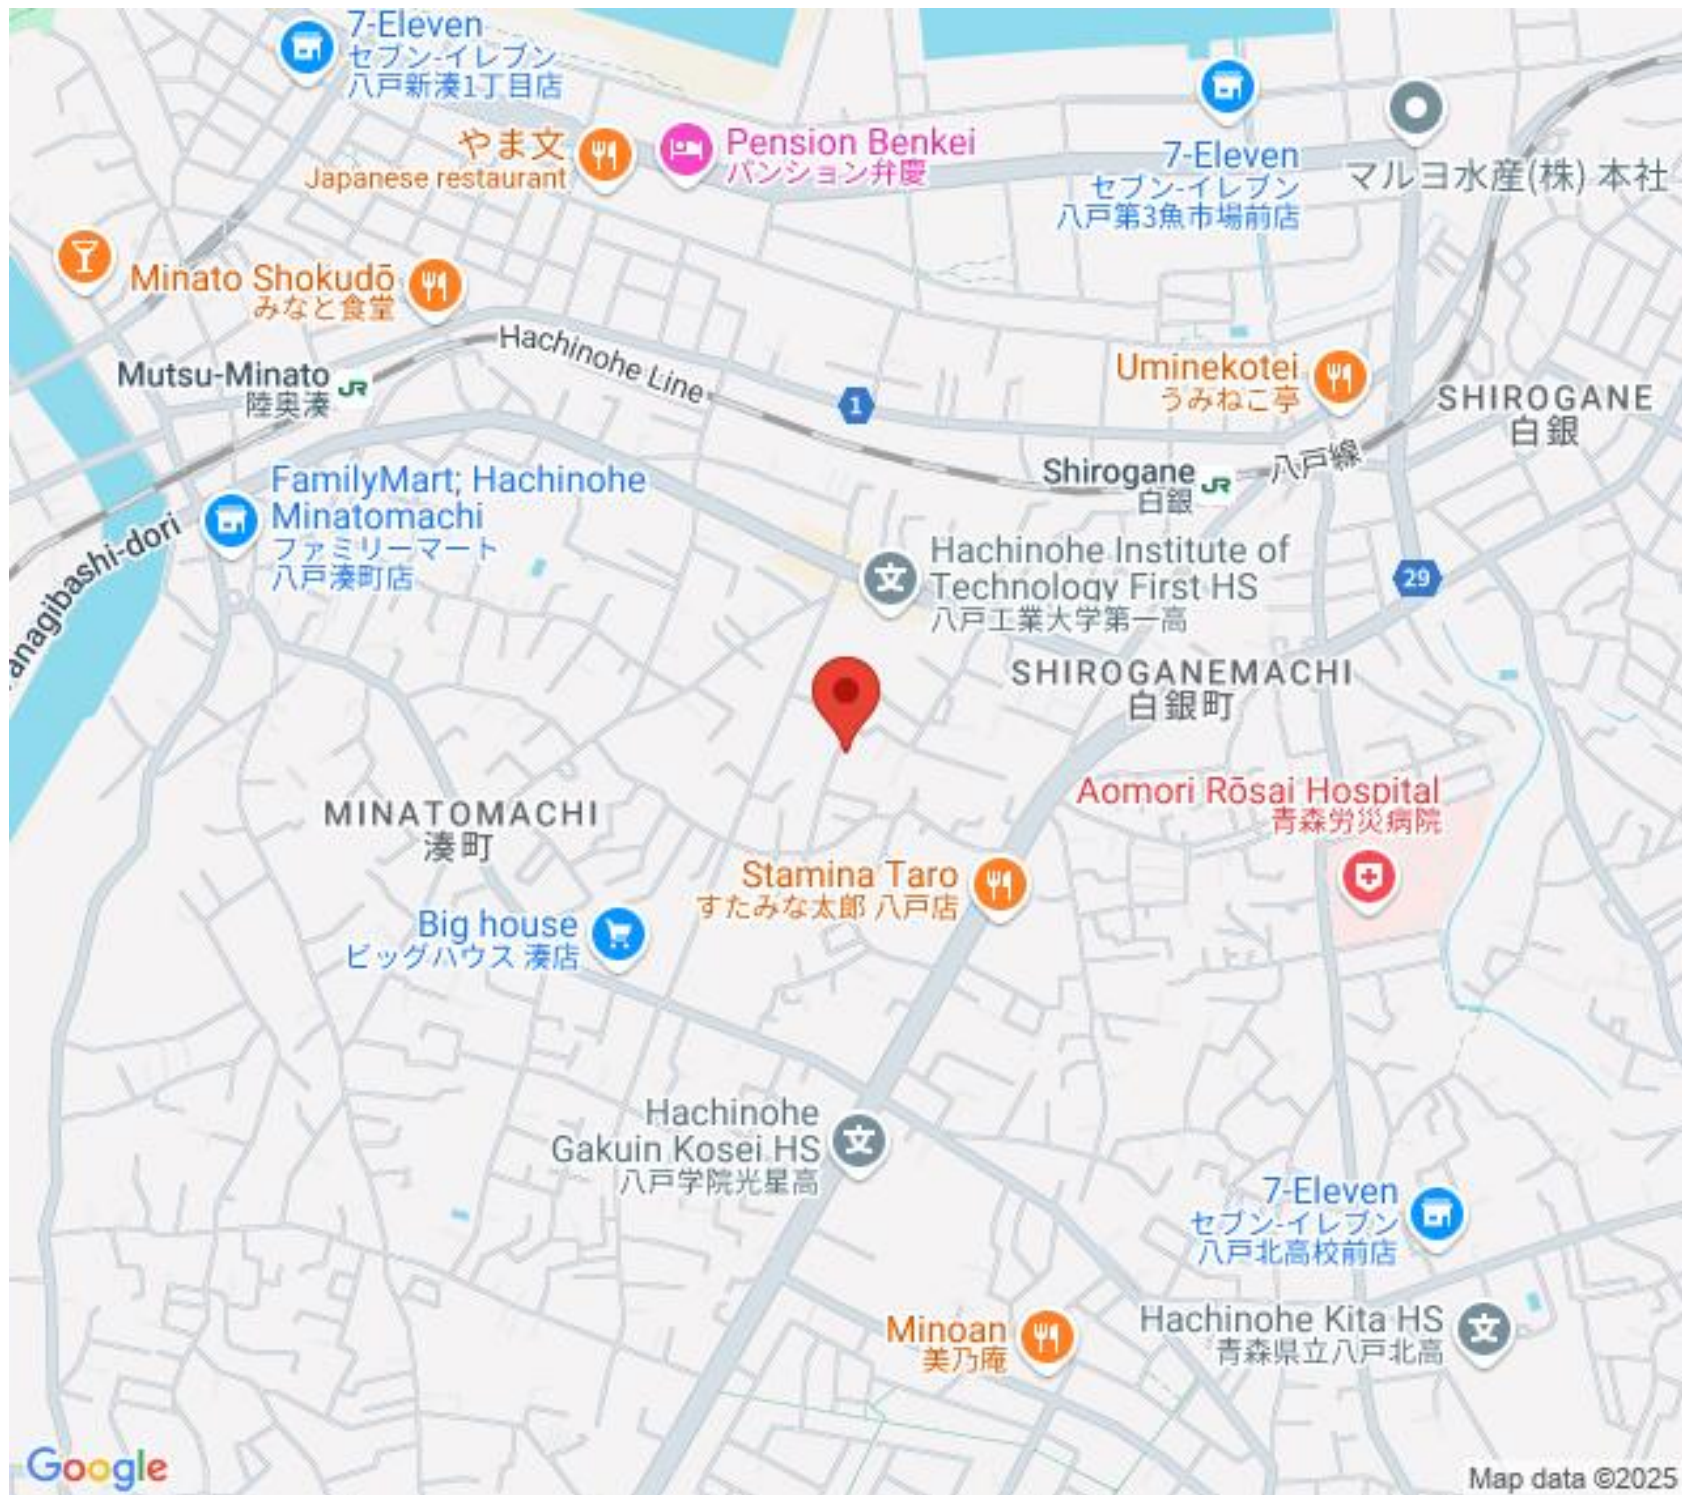 7-Eleven
セブン-イレブン
八戸新湊1丁目店
やま文
Japanese restaurant
Pension Benkei
パンション弁慶
7-Eleven
セブン-イレブン
八戸第3魚市場前店
マルヨ水産(株) 本社
Minato Shokudō
みなと食堂
Hachinohe Line
Mutsu-Minato
陸奥湊
JR
1
Uminekotei
うみねこ亭
SHIROGANE
白銀
八戸線
Shirogane
白銀
JR
FamilyMart; Hachinohe
Minatomachi
ファミリーマート
八戸湊町店
anagibashi-dori
Hachinohe Institute of
Technology First HS
八戸工業大学第一高
文
29
SHIROGANEMACHI
白銀町
MINATOMACHI
湊町
Aomori Rōsai Hospital
青森労災病院
Stamina Taro
すたみな太郎 八戸店
Big house
ビッグハウス 湊店
Hachinohe
Gakuin Kosei HS
八戸学院光星高
文
7-Eleven
セブン-イレブン
八戸北高校前店
Minoan
美乃庵
Hachinohe Kita HS
青森県立八戸北高
文
Google
Map data ©2025